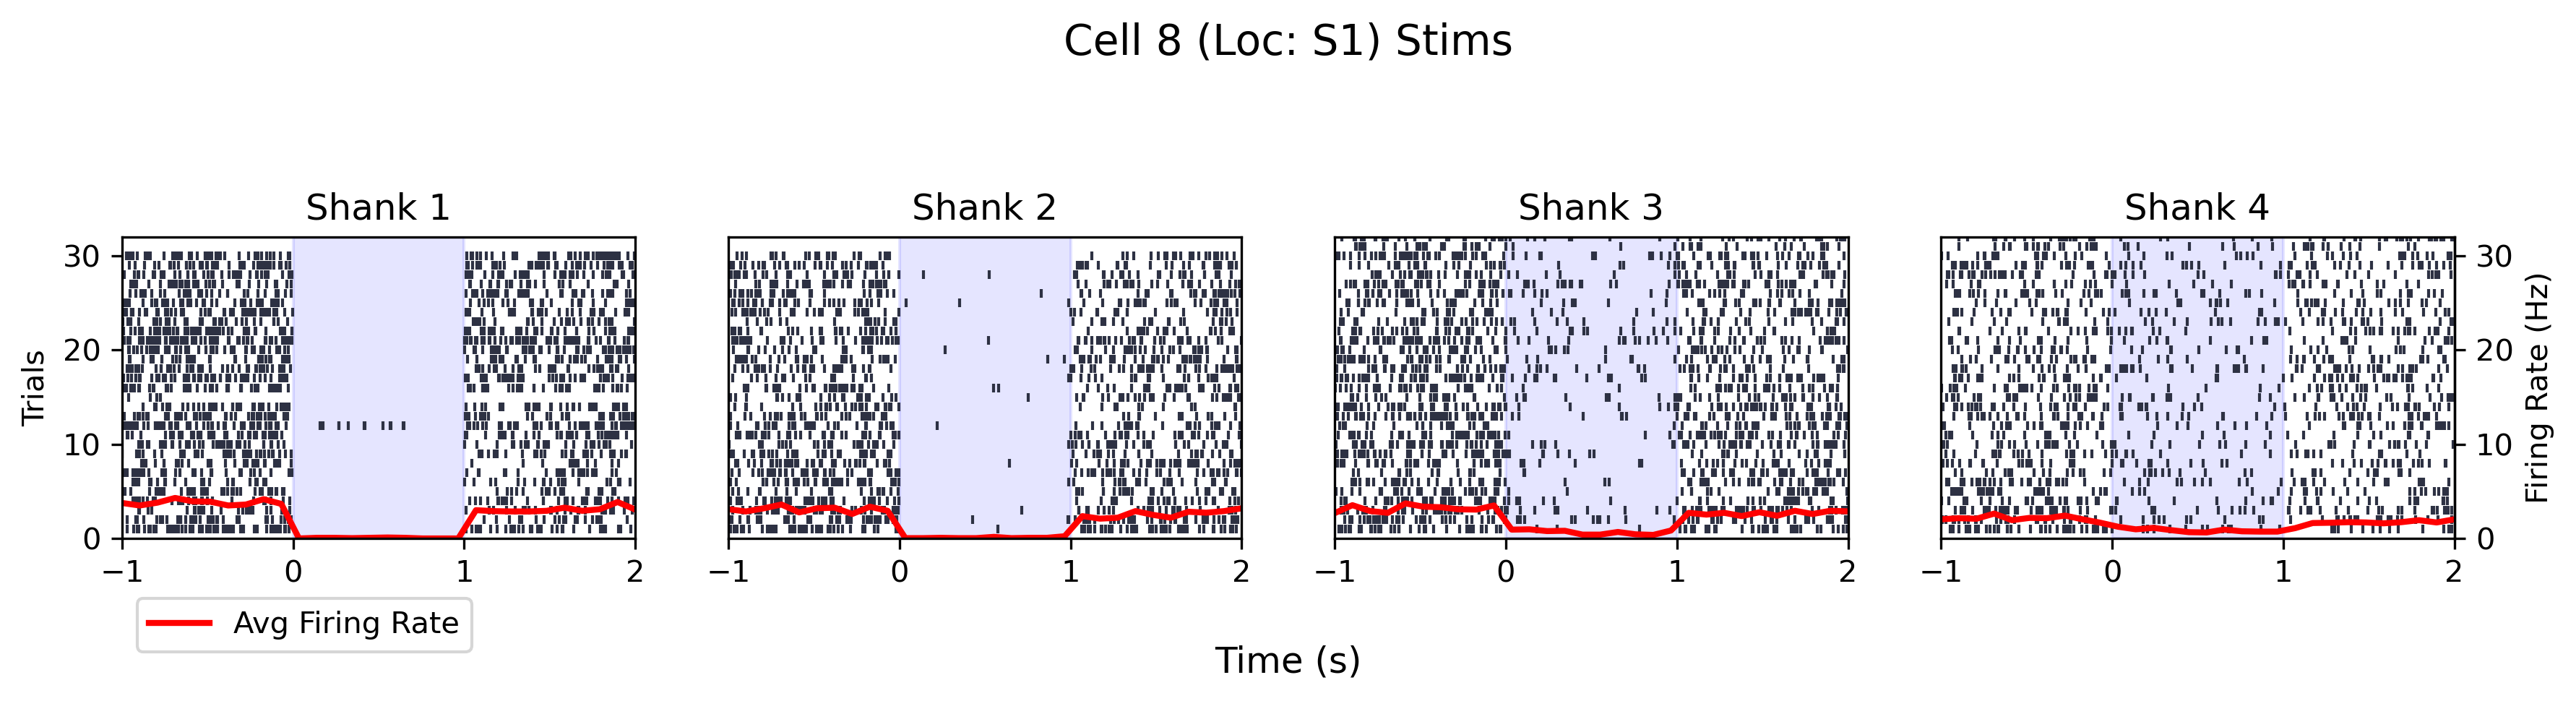 Cell 8 (Loc: S1) Stims
Shank 1
Shank 2
Shank 3
Shank 4
Trials
30
20
10
0
−1 0 1 2
−1 0 1 2
−1 0 1 2
−1 0 1 2
30
20
10
0
Firing Rate (Hz)
Avg Firing Rate
Time (s)